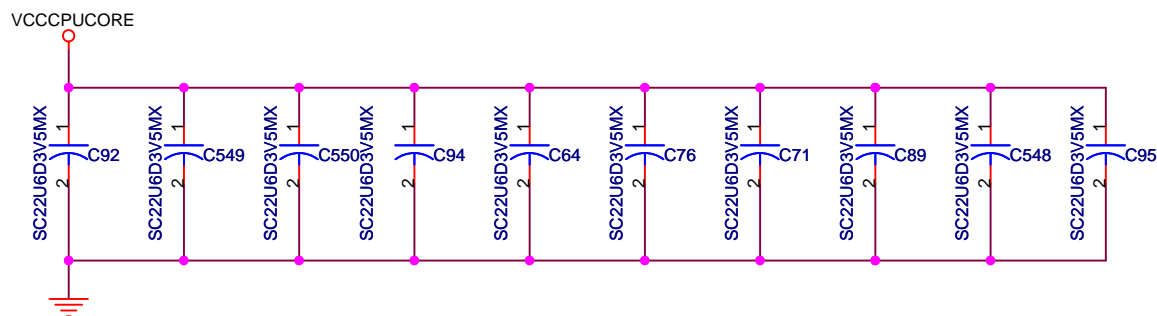 VCCCPUCORE
SC22U6D3V5MX
1
2
C92
SC22U6D3V5MX
1
2
C549
SC22U6D3V5MX
1
2
C550
SC22U6D3V5MX
1
2
C94
SC22U6D3V5MX
1
2
C64
SC22U6D3V5MX
1
2
C76
SC22U6D3V5MX
1
2
C71
SC22U6D3V5MX
1
2
C89
SC22U6D3V5MX
1
2
C548
SC22U6D3V5MX
1
2
C95